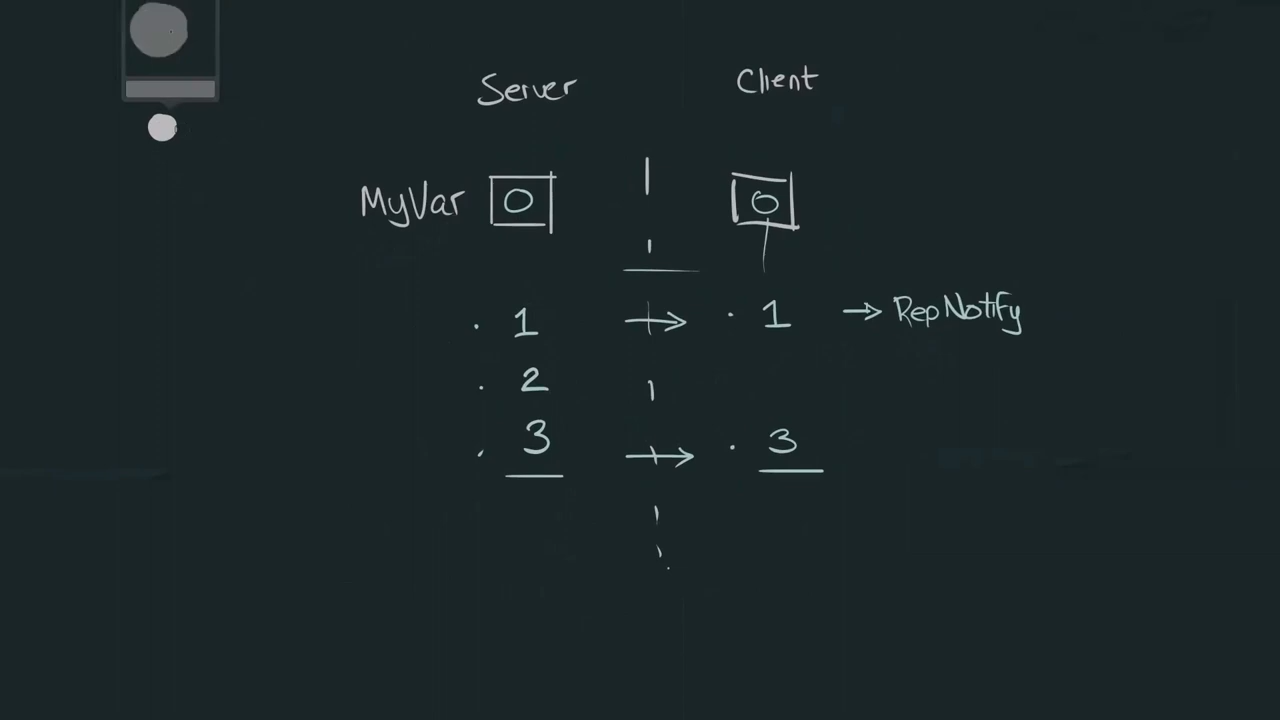 Server Client
MyVar 0 0
· 1 → · 1 → RepNotify
· 2
· 3 → · 3